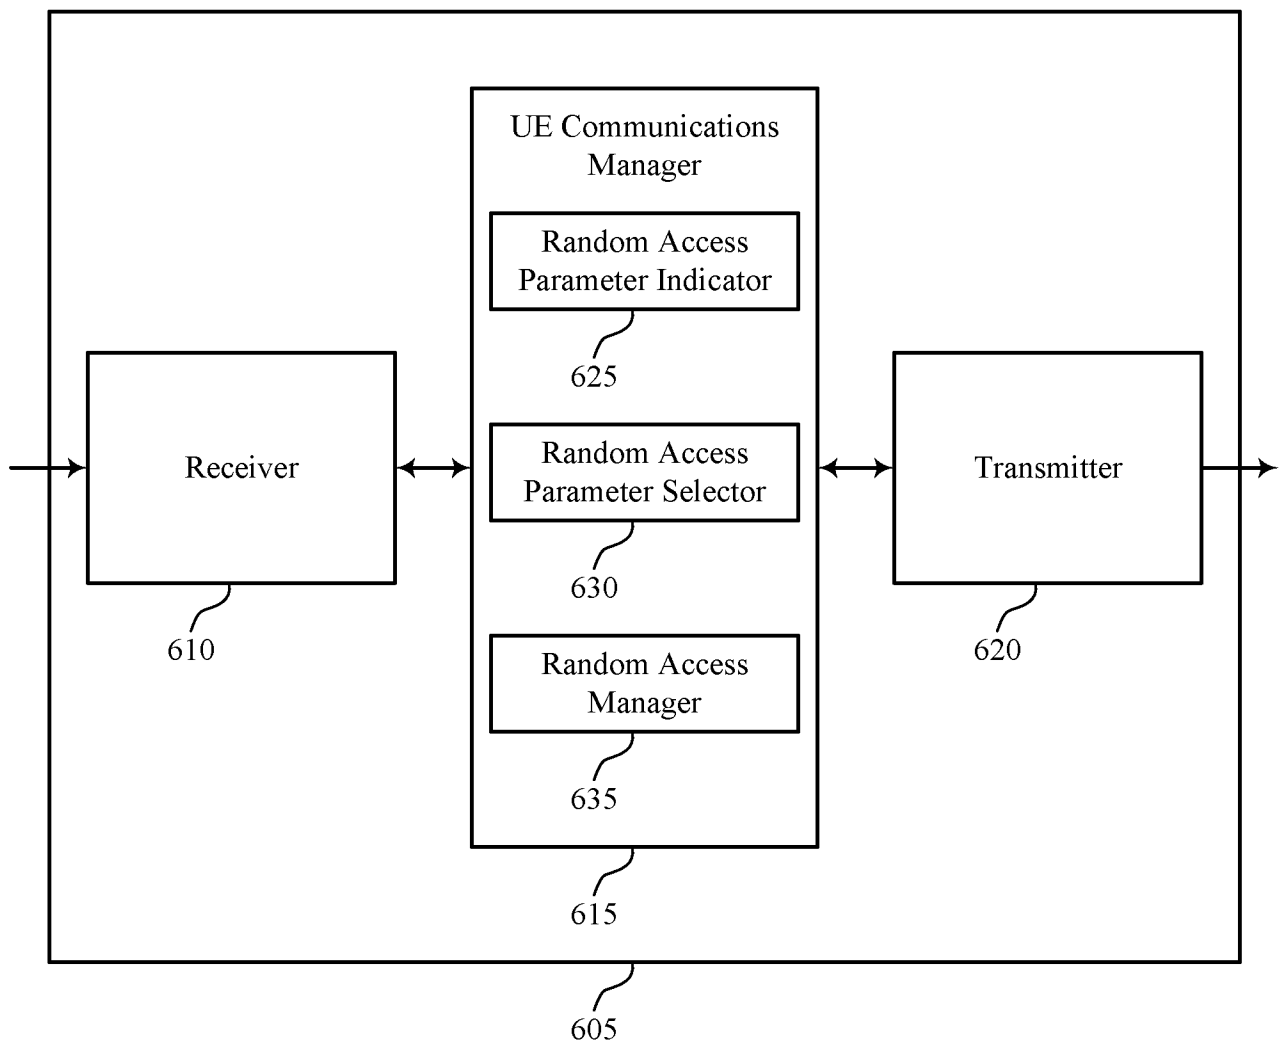 UE Communications
Manager
Random Access
Parameter Indicator
625
Receiver
610
Random Access
Parameter Selector
630
Transmitter
620
Random Access
Manager
635
615
605